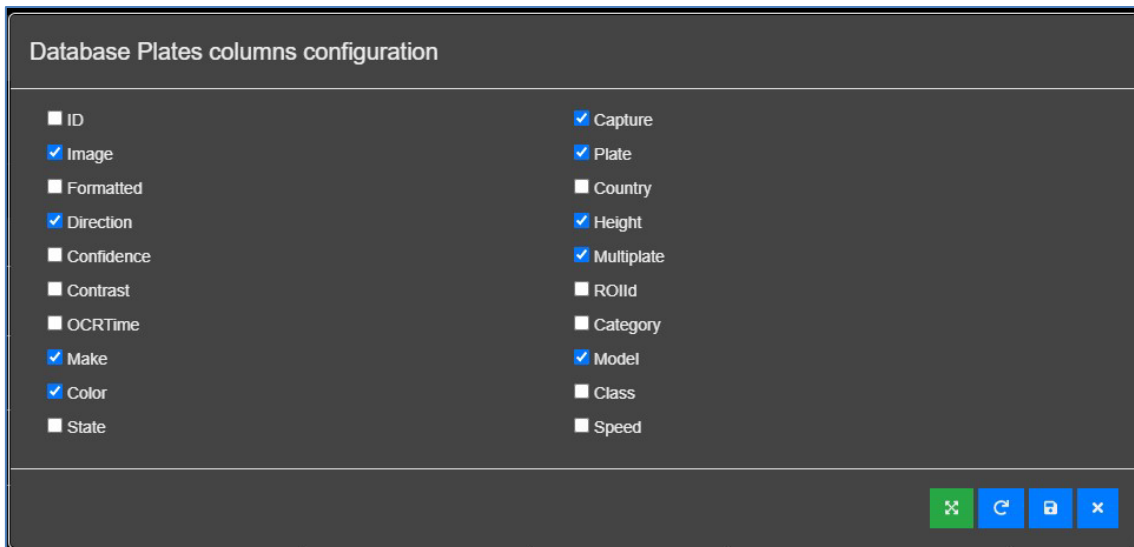 Database Plates columns configuration
ID
Capture
Image
Plate
Formatted
Country
Direction
Height
Confidence
Multiplate
Contrast
ROIId
OCRTime
Category
Make
Model
Color
Class
State
Speed